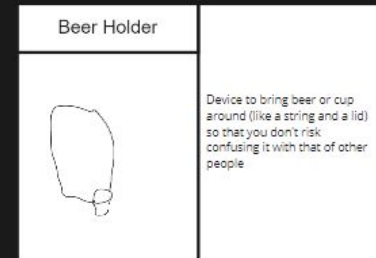 Beer Holder
Device to bring beer or cup
around (like a string and a lid)
so that you don't risk
confusing it with that of other
people